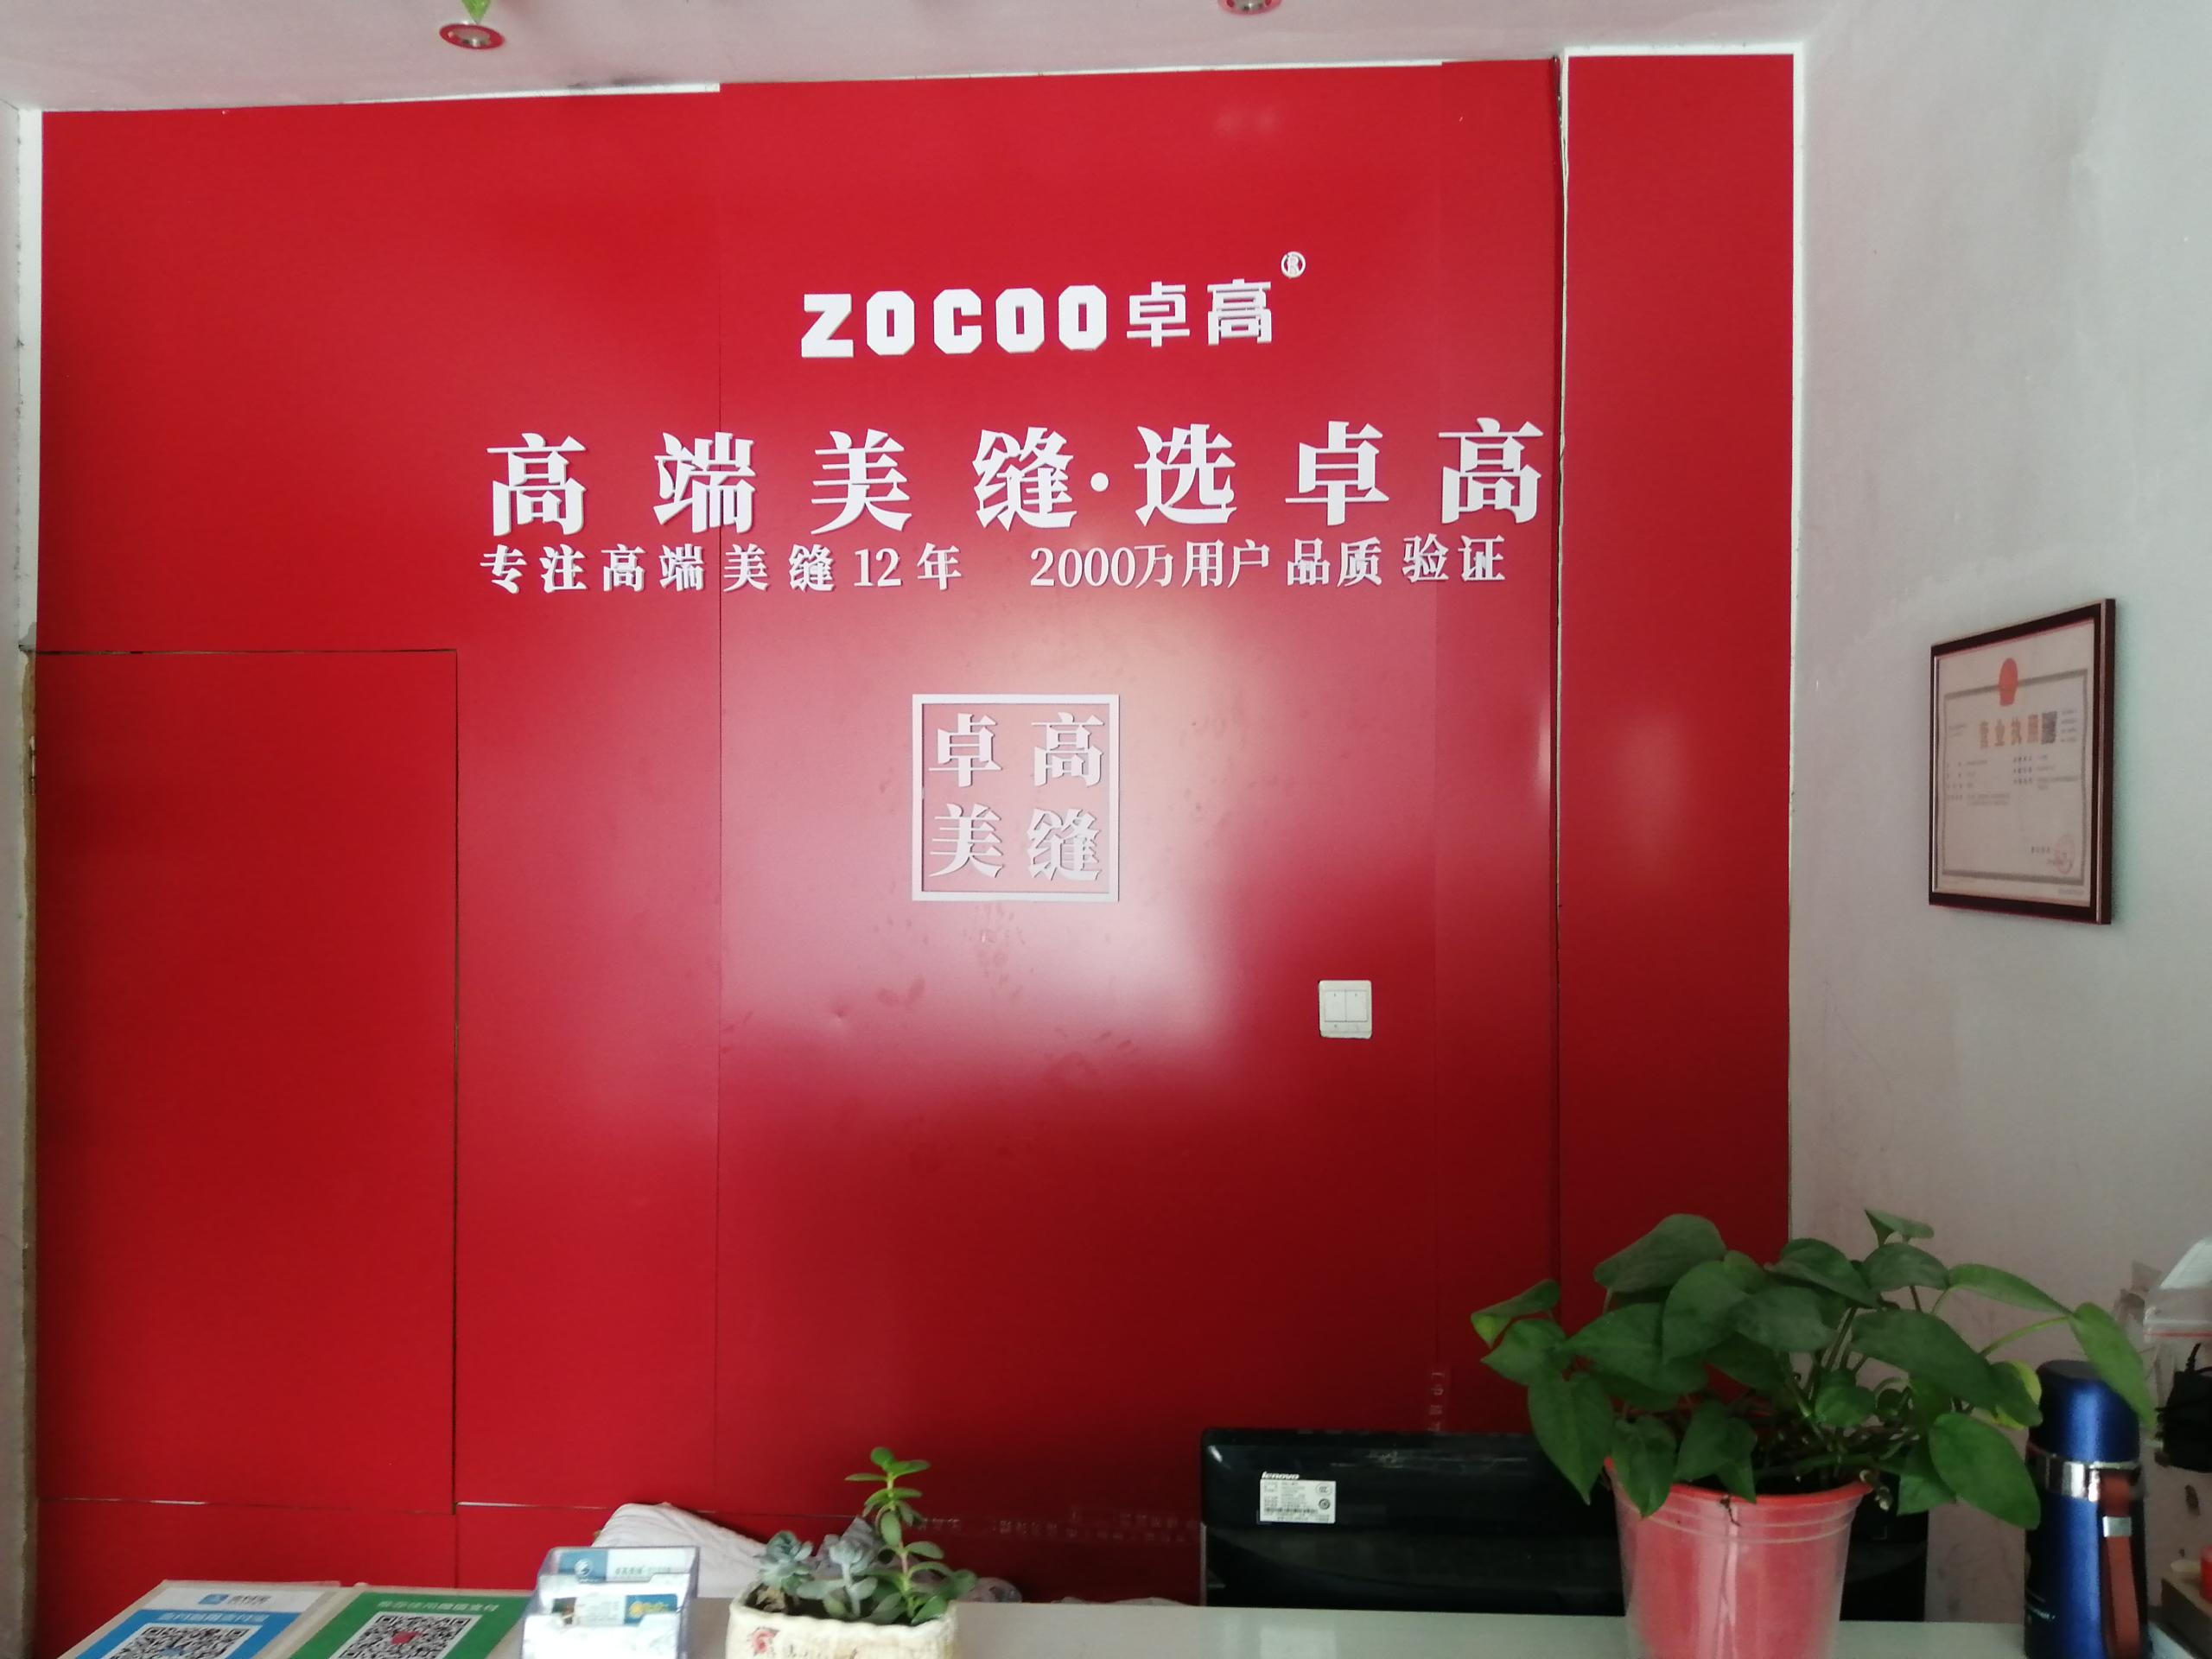 ZOCOO卓高®
高端美缝·选卓高
专注高端美缝12年 2000万用户品质验证
卓高
美缝
营业执照
lenovo